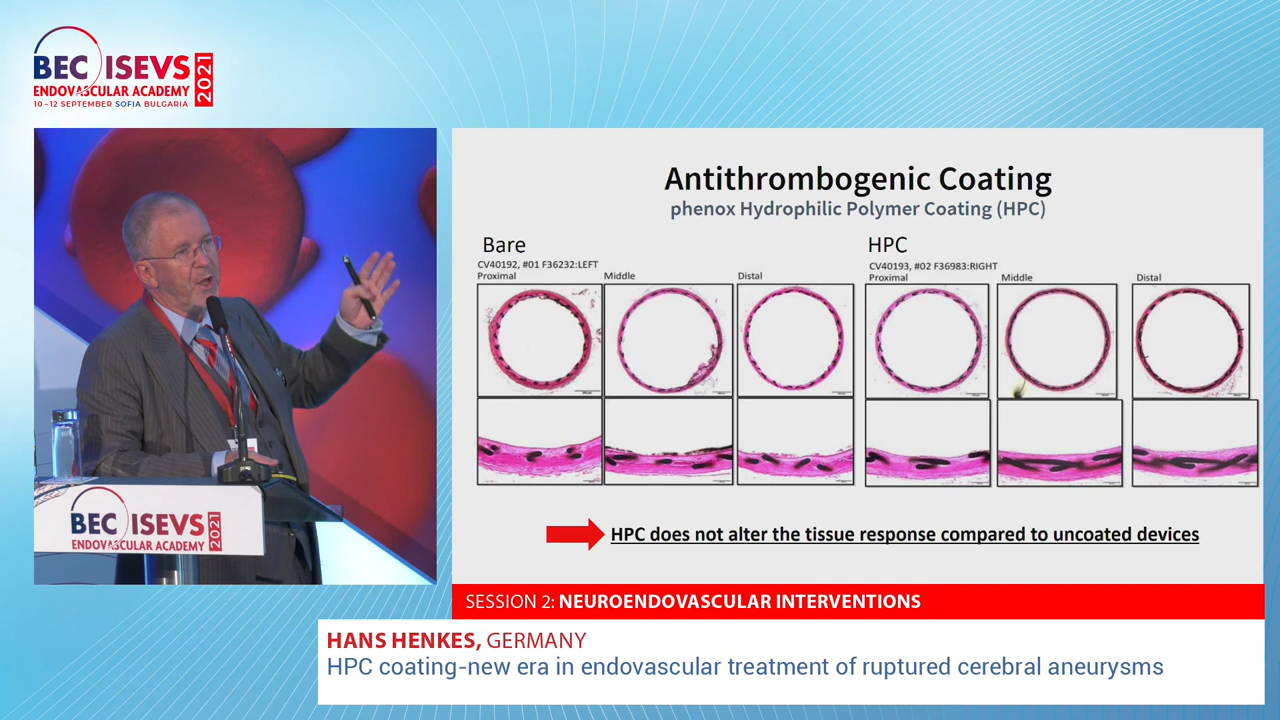 BEC ISEVS 2021
ENDOVASCULAR ACADEMY
10-12 SEPTEMBER SOFIA BULGARIA
BEC ISEVS 2021
ENDOVASCULAR ACADEMY
Antithrombogenic Coating
phenox Hydrophilic Polymer Coating (HPC)
Bare
CV40192, #01 F36232:LEFT
Proximal Middle Distal
HPC
CV40193, #02 F36983:RIGHT
Proximal Middle Distal
HPC does not alter the tissue response compared to uncoated devices
SESSION 2: NEUROENDOVASCULAR INTERVENTIONS
HANS HENKES, GERMANY
HPC coating-new era in endovascular treatment of ruptured cerebral aneurysms